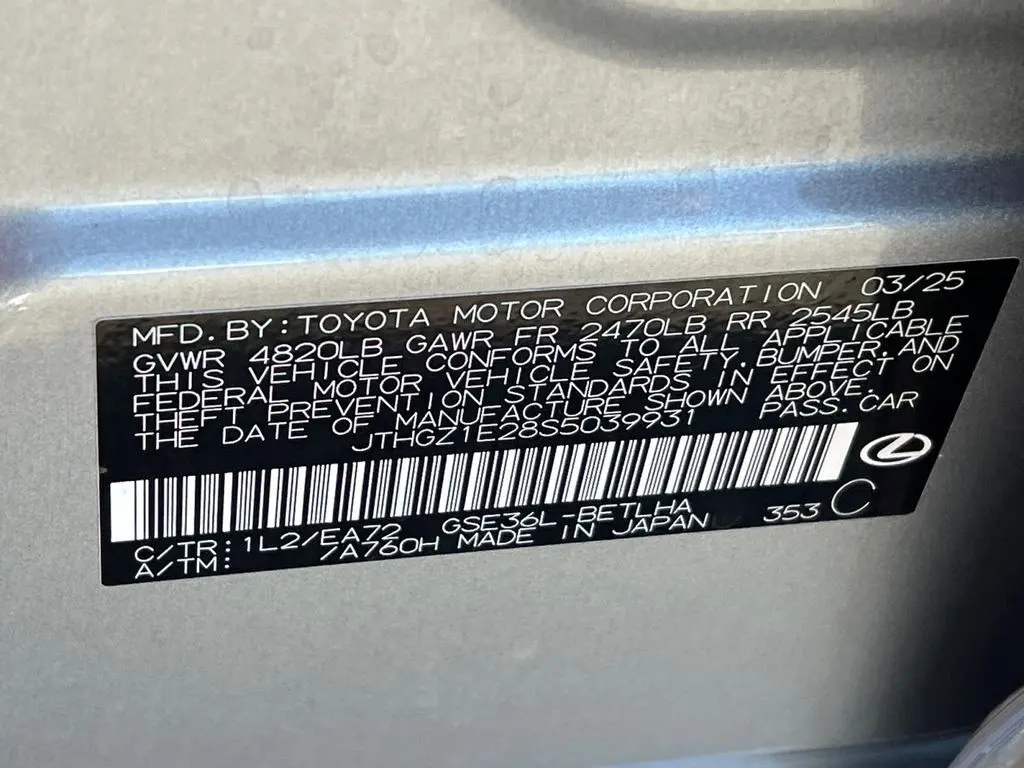 MFD.BY:TOYOTA MOTOR CORPORATION 03/25
GVWR 4820LB GAWR FR 2470LB RR 2545LB
THIS VEHICLE CONFORMS TO ALL APPLICABLE
FEDERAL MOTOR VEHICLE SAFETY,BUMPER,AND
THEFT PREVENTION STANDARDS IN EFFECT ON
THE DATE OF MANUFACTURE SHOWN ABOVE.
JTHGZ1E28S5039931 PASS.CAR
C/TR:1L2/EA72 GSE36L-BETLHA 353 C
A/TM: /A760H MADE IN JAPAN